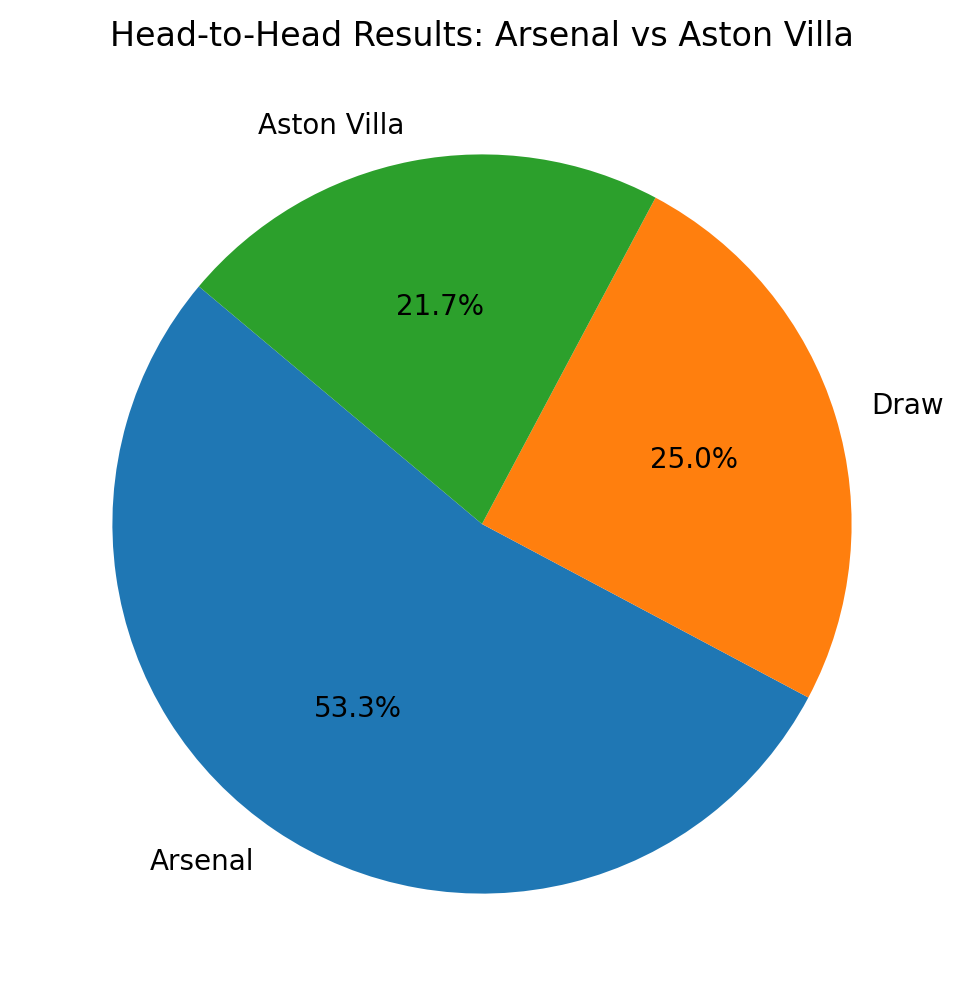 Head-to-Head Results: Arsenal vs Aston Villa
Aston Villa
21.7%
Draw
25.0%
53.3%
Arsenal